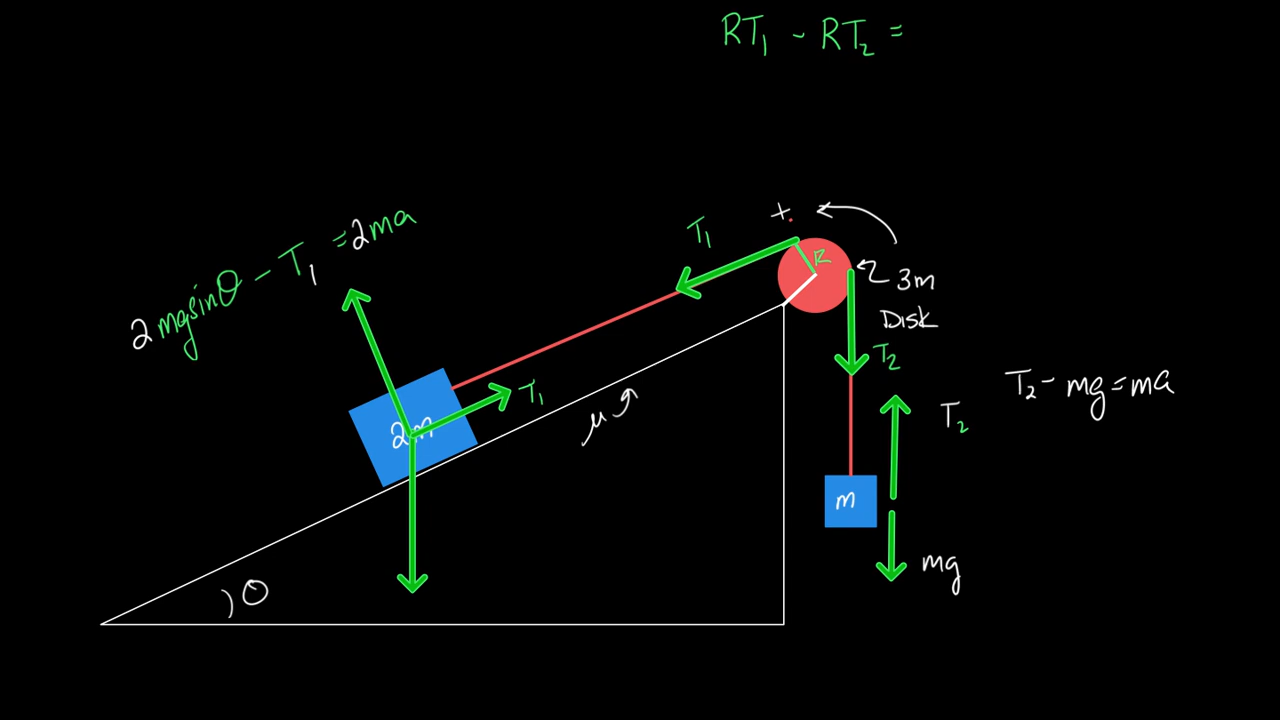 RT₁ - RT₂ =
2mgsinθ - T₁ = 2ma
+
T₁
R
3m
Disk
T₂
T₂ - mg = ma
T₁
2m
μ
T₂
m
mg
θ